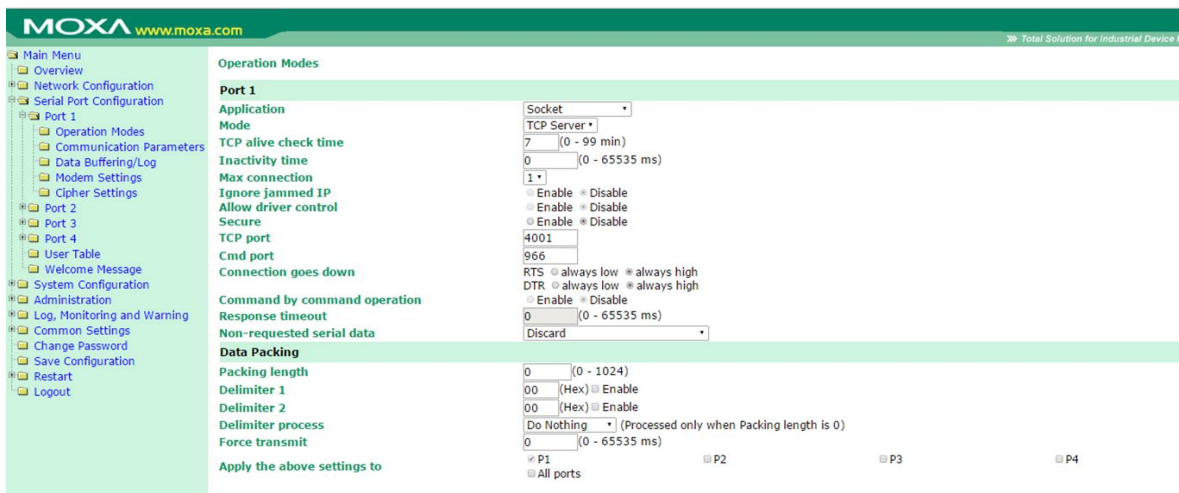 MOXA www.moxa.com
Total Solution for Industrial Device
Main Menu
Overview
Network Configuration
Serial Port Configuration
Port 1
Operation Modes
Communication Parameters
Data Buffering/Log
Modem Settings
Cipher Settings
Port 2
Port 3
Port 4
User Table
Welcome Message
System Configuration
Administration
Log, Monitoring and Warning
Common Settings
Change Password
Save Configuration
Restart
Logout
Operation Modes
Port 1
Application Socket
Mode TCP Server
TCP alive check time 7 (0 - 99 min)
Inactivity time 0 (0 - 65535 ms)
Max connection 1
Ignore jammed IP Enable Disable
Allow driver control Enable Disable
Secure Enable Disable
TCP port 4001
Cmd port 966
Connection goes down RTS always low always high
DTR always low always high
Command by command operation Enable Disable
Response timeout 0 (0 - 65535 ms)
Non-requested serial data Discard
Data Packing
Packing length 0 (0 - 1024)
Delimiter 1 00 (Hex) Enable
Delimiter 2 00 (Hex) Enable
Delimiter process Do Nothing (Processed only when Packing length is 0)
Force transmit 0 (0 - 65535 ms)
Apply the above settings to P1 P2 P3 P4
All ports